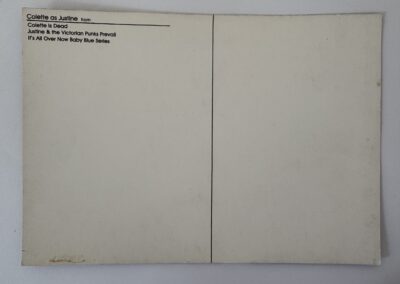 Colette as Justine from
Colette is Dead
Justine & the Victorian Punks Prevail
It's All Over Now Baby Blue Series